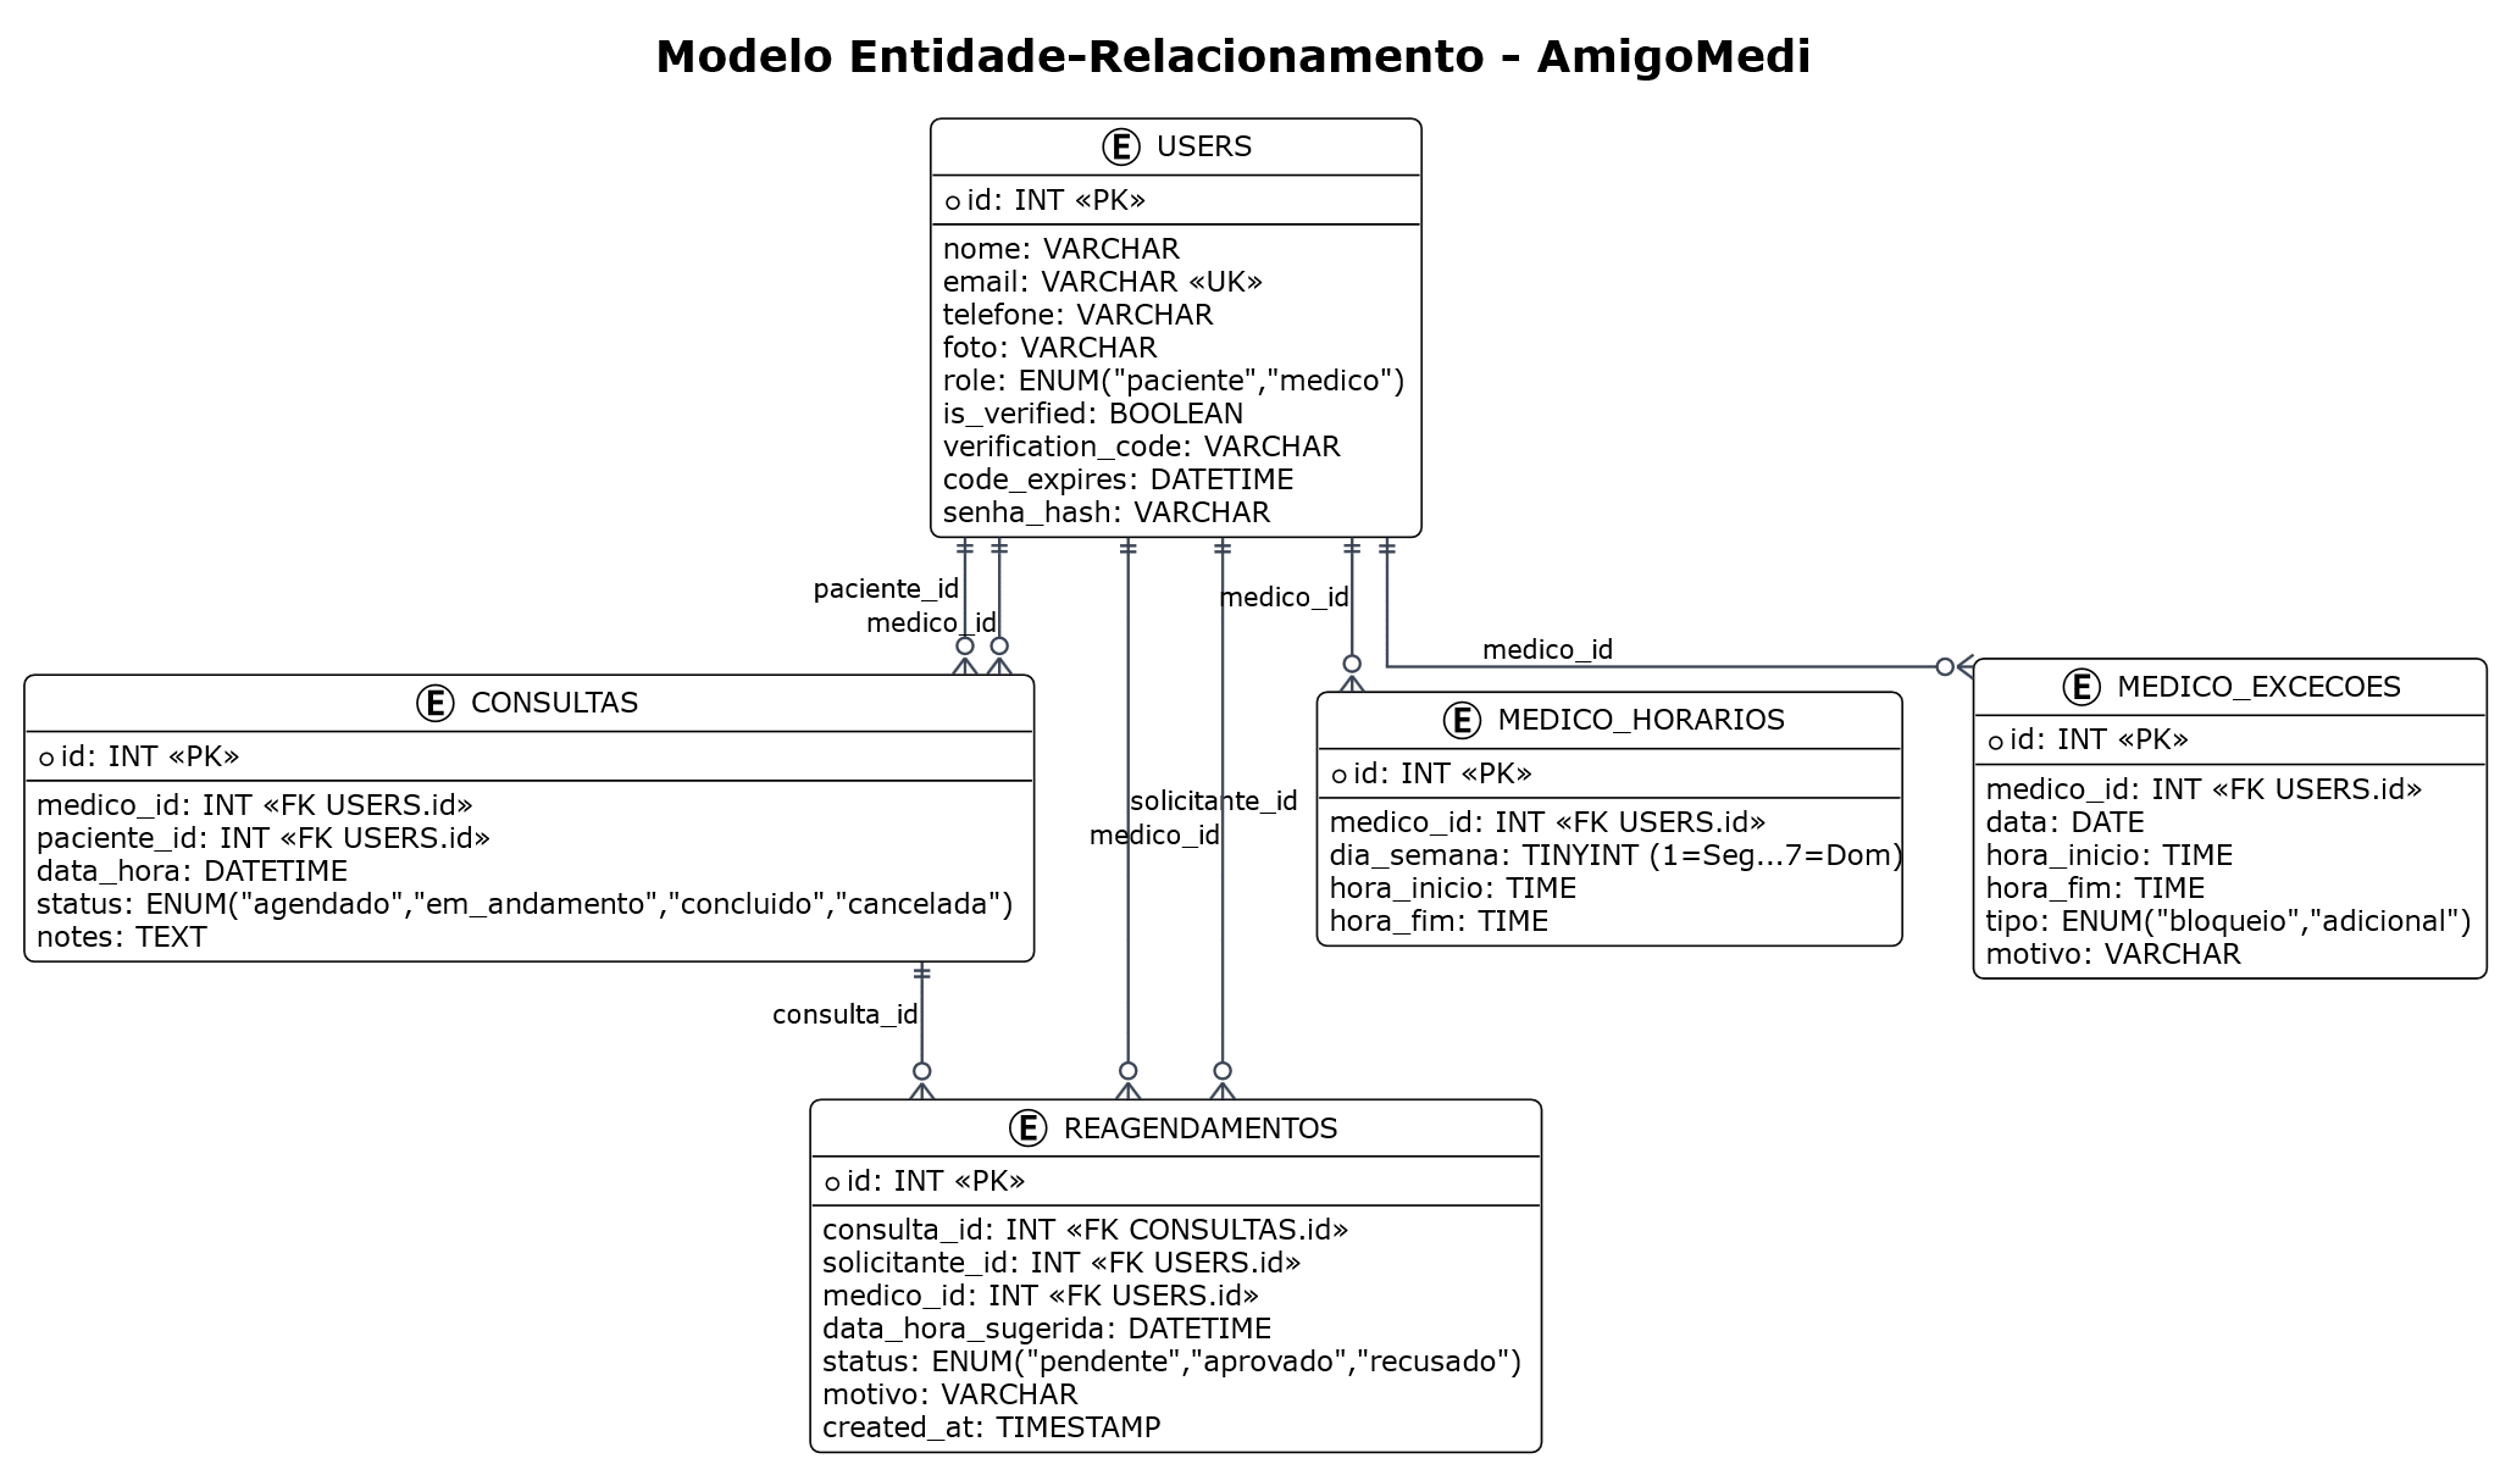 Modelo Entidade-Relacionamento - AmigoMedi
E USERS
id: INT «PK»
nome: VARCHAR
email: VARCHAR «UK»
telefone: VARCHAR
foto: VARCHAR
role: ENUM("paciente","medico")
is_verified: BOOLEAN
verification_code: VARCHAR
code_expires: DATETIME
senha_hash: VARCHAR
paciente_id
medico_id
medico_id
medico_id
E CONSULTAS
id: INT «PK»
medico_id: INT «FK USERS.id»
paciente_id: INT «FK USERS.id»
data_hora: DATETIME
status: ENUM("agendado","em_andamento","concluido","cancelada")
notes: TEXT
solicitante_id
medico_id
E MEDICO_HORARIOS
id: INT «PK»
medico_id: INT «FK USERS.id»
dia_semana: TINYINT (1=Seg...7=Dom)
hora_inicio: TIME
hora_fim: TIME
E MEDICO_EXCECOES
id: INT «PK»
medico_id: INT «FK USERS.id»
data: DATE
hora_inicio: TIME
hora_fim: TIME
tipo: ENUM("bloqueio","adicional")
motivo: VARCHAR
consulta_id
E REAGENDAMENTOS
id: INT «PK»
consulta_id: INT «FK CONSULTAS.id»
solicitante_id: INT «FK USERS.id»
medico_id: INT «FK USERS.id»
data_hora_sugerida: DATETIME
status: ENUM("pendente","aprovado","recusado")
motivo: VARCHAR
created_at: TIMESTAMP